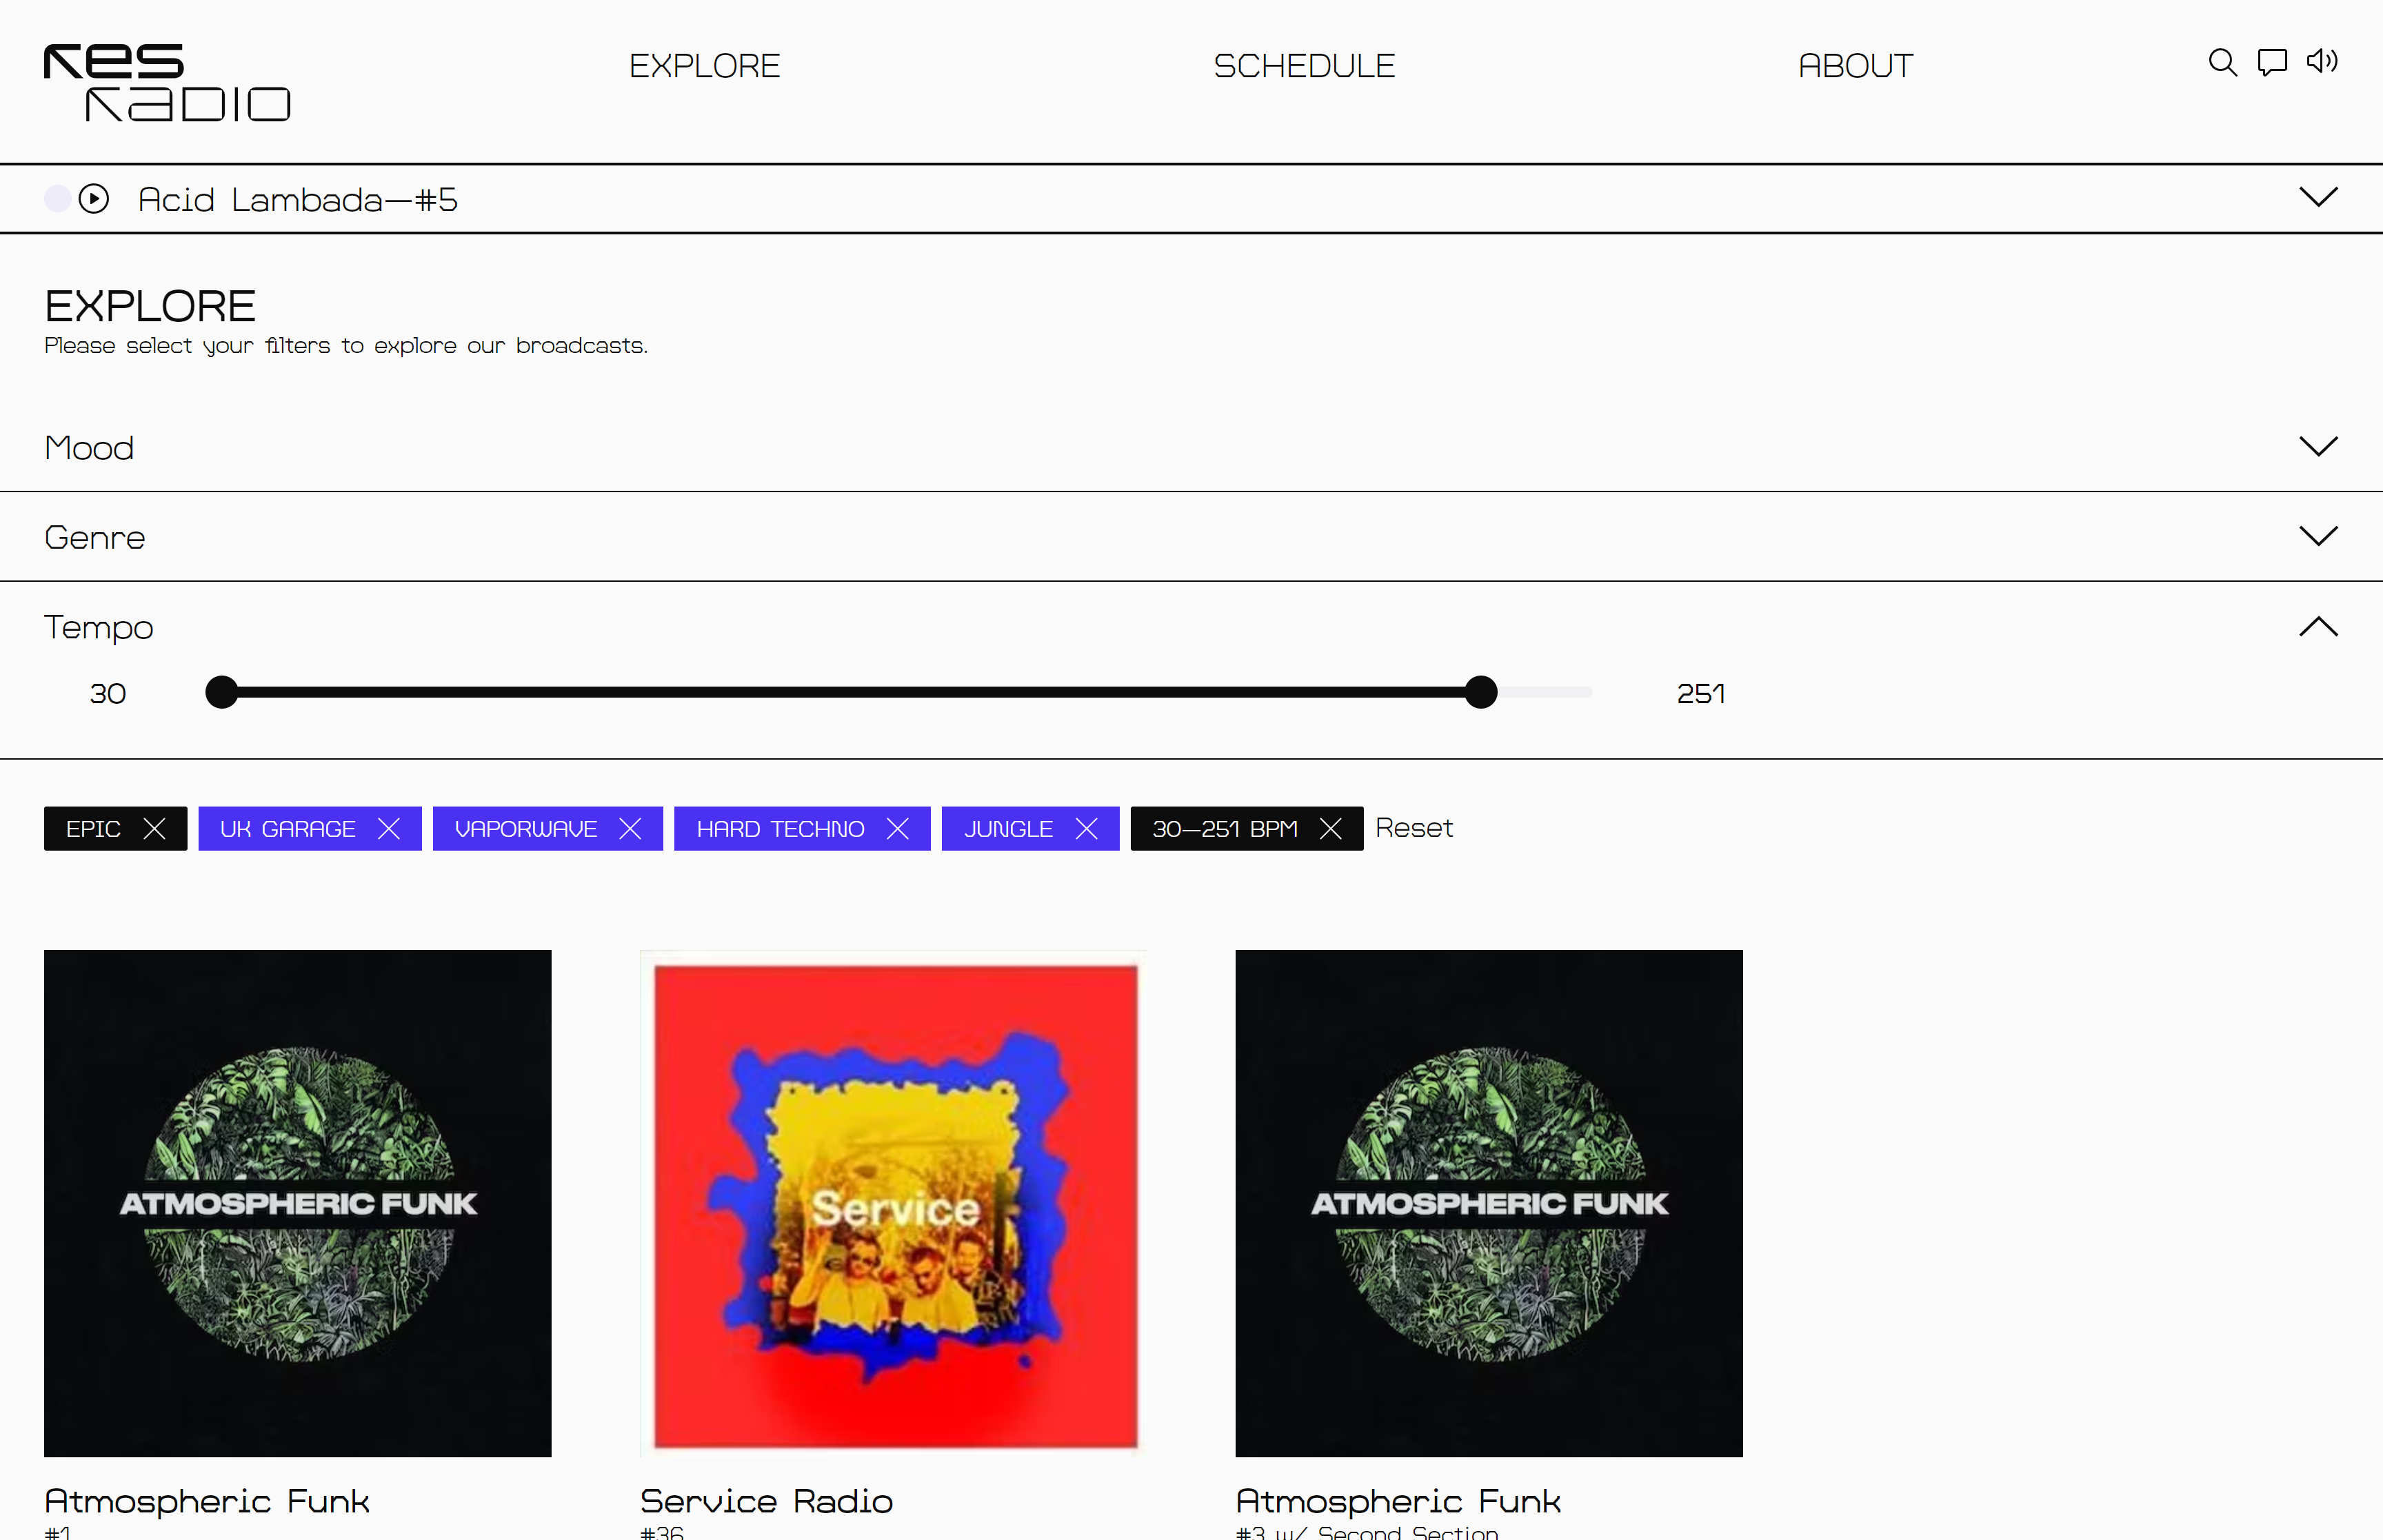 Res
Radio
EXPLORE
SCHEDULE
ABOUT
Acid Lambada—#5
EXPLORE
Please select your filters to explore our broadcasts.
Mood
Genre
Tempo
30
251
EPIC
UK GARAGE
VAPORWAVE
HARD TECHNO
JUNGLE
30—251 BPM
Reset
ATMOSPHERIC FUNK
Service
ATMOSPHERIC FUNK
Atmospheric Funk
#1
Service Radio
#36
Atmospheric Funk
#3 w/ Second Section